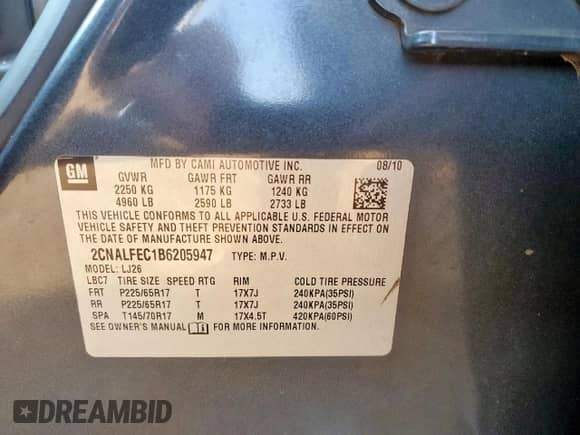 GM
MFD BY CAMI AUTOMOTIVE INC. 08/10
GVWR GAWR FRT GAWR RR
2250 KG 1175 KG 1240 KG
4960 LB 2590 LB 2733 LB
THIS VEHICLE CONFORMS TO ALL APPLICABLE U.S. FEDERAL MOTOR
VEHICLE SAFETY AND THEFT PREVENTION STANDARDS IN EFFECT ON
THE DATE OF MANUFACTURE SHOWN ABOVE.
2CNALFEC1B6205947 TYPE: M.P.V.
MODEL: LJ26
LBC7 TIRE SIZE SPEED RTG RIM COLD TIRE PRESSURE
FRT P225/65R17 T 17X7J 240KPA(35PSI)
RR P225/65R17 T 17X7J 240KPA(35PSI)
SPA T145/70R17 M 17X4.5T 420KPA(60PSI)
SEE OWNER'S MANUAL FOR MORE INFORMATION.
DREAMBID